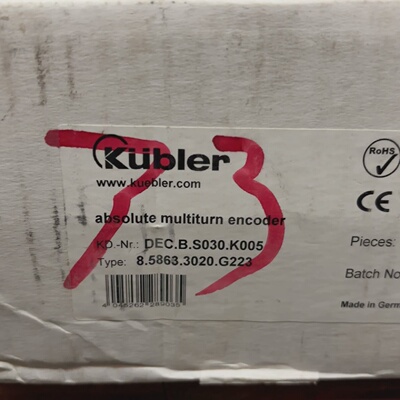 73
Kübler
RoHS
www.kuebler.com
CE
absolute multiturn encoder
KD.-Nr.: DEC.B.S030.K005
Pieces:
Type: 8.5863.3020.G223
Batch No
Made in Germ